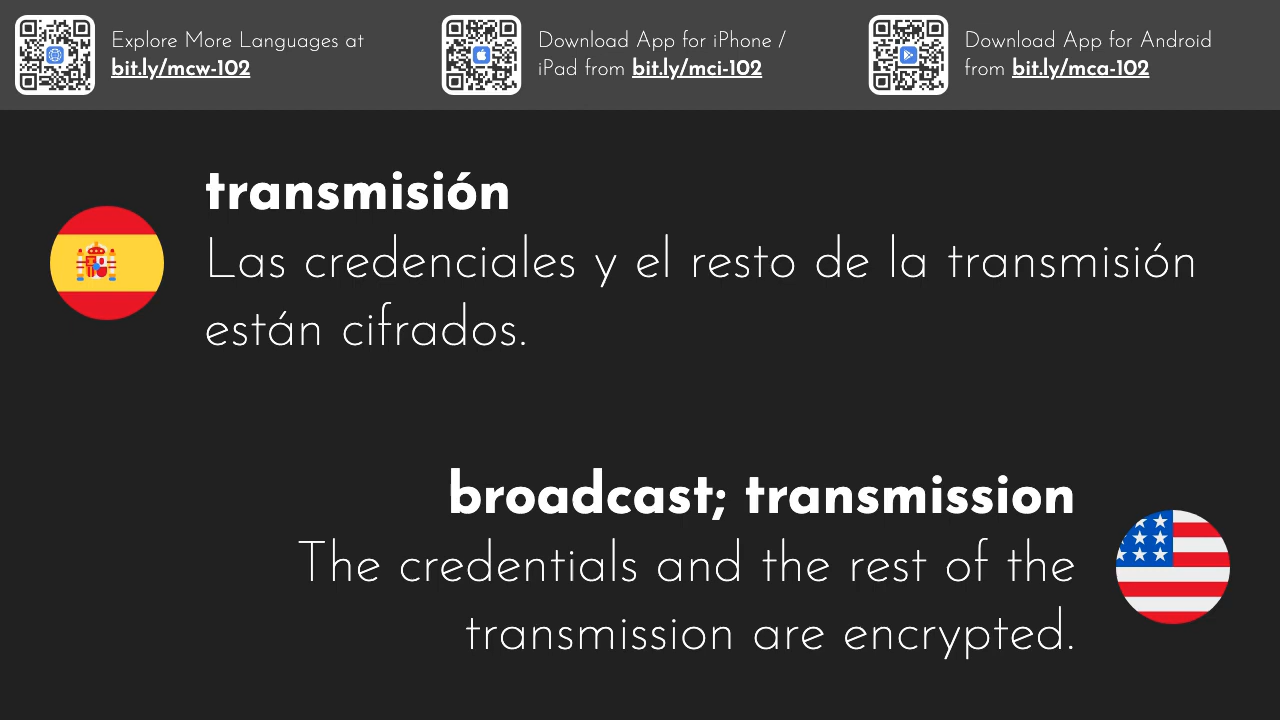 Explore More Languages at
bit.ly/mcw-102
Download App for iPhone /
iPad from bit.ly/mci-102
Download App for Android
from bit.ly/mca-102
transmisión
Las credenciales y el resto de la transmisión
están cifrados.
broadcast; transmission
The credentials and the rest of the
transmission are encrypted.